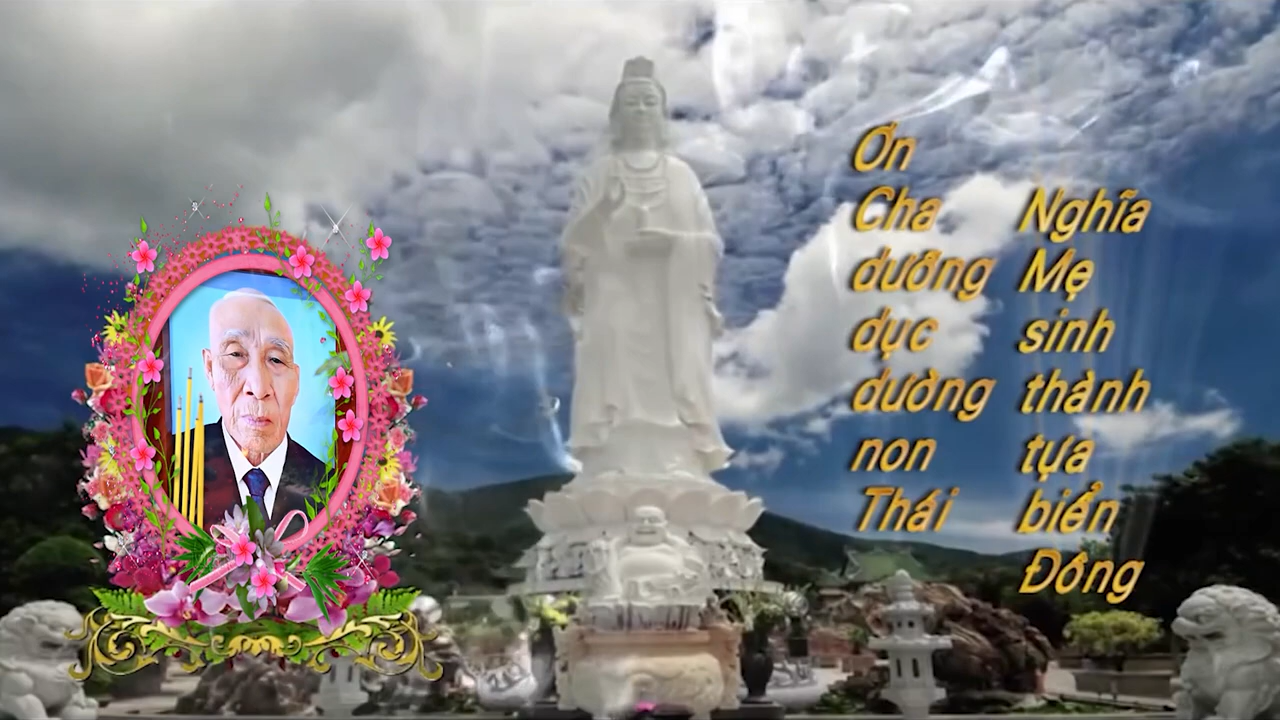 Ơn
Cha
dưỡng
dục
dường
non
Thái
Nghĩa
Mẹ
sinh
thành
tựa
biển
Đông